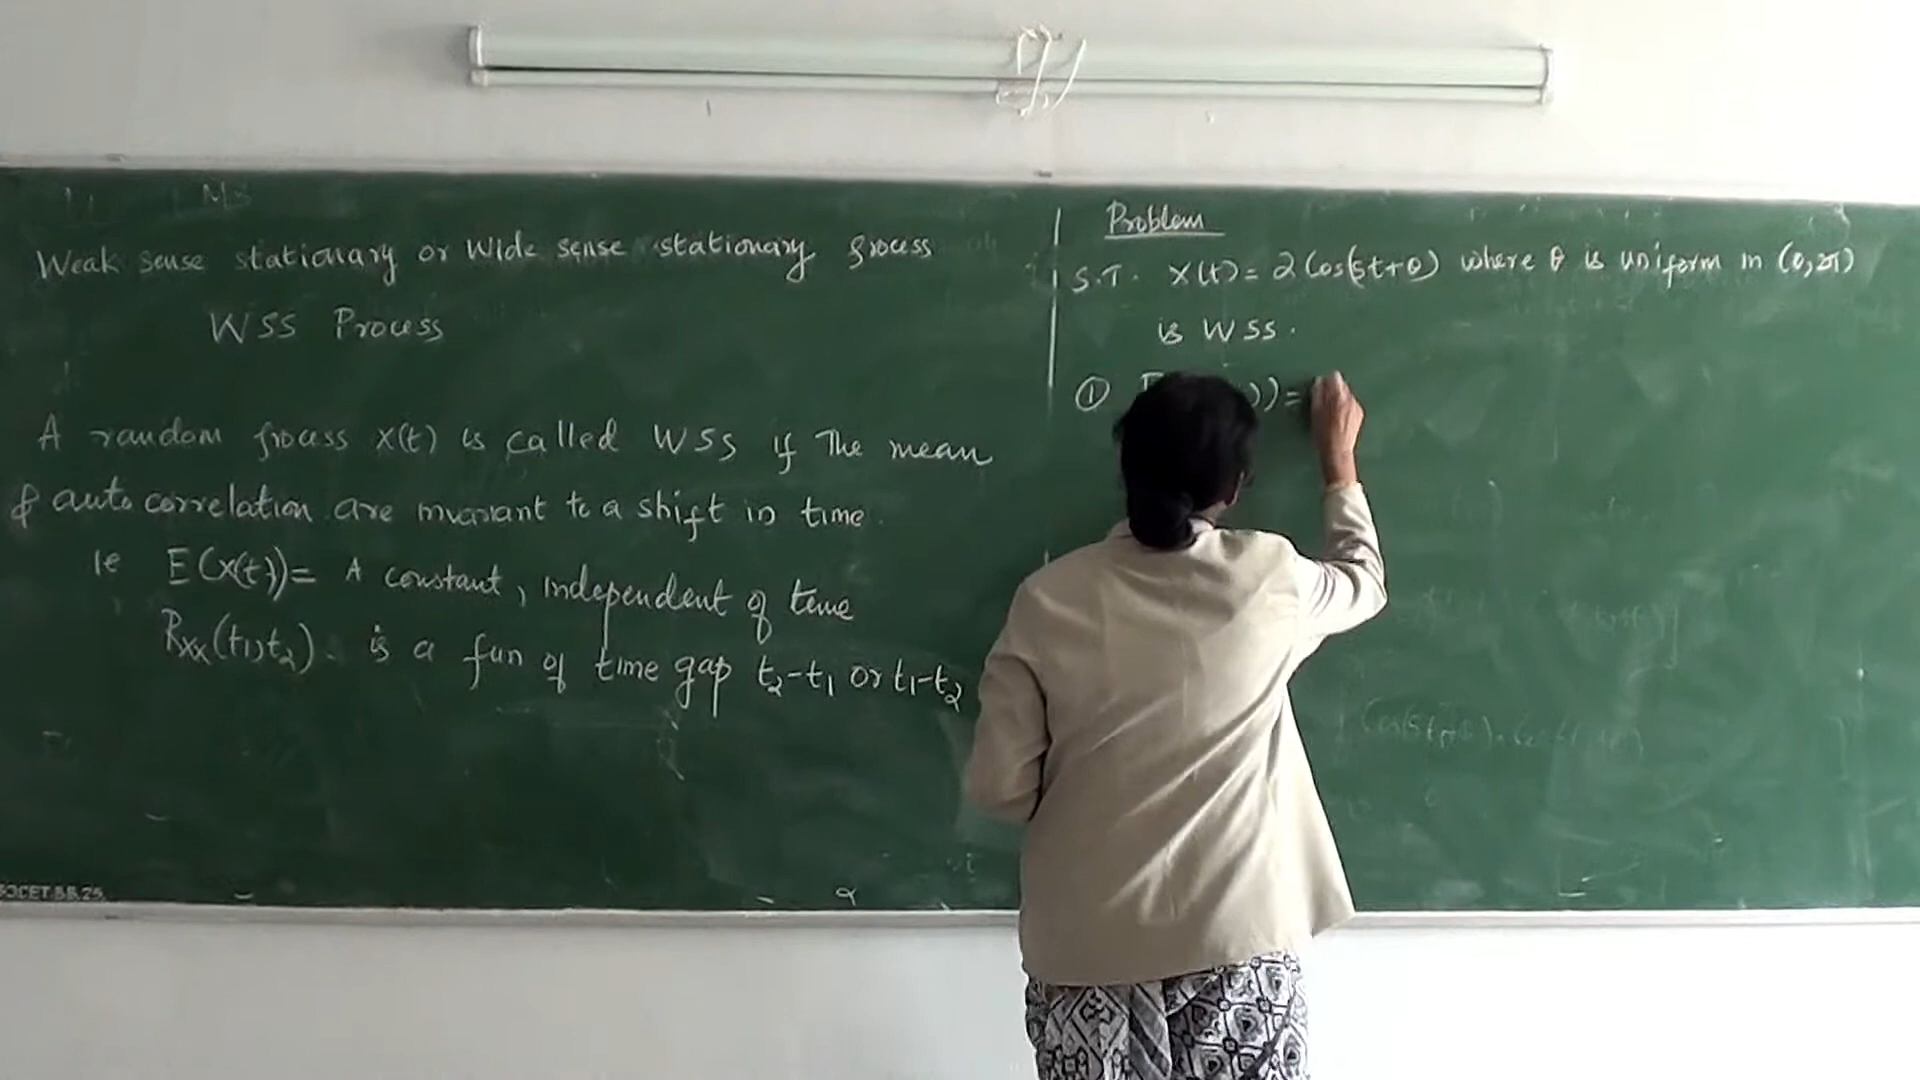 Weak sense stationary or Wide sense stationary process
WSS Process
A random process X(t) is called WSS if The mean
& auto correlation are invariant to a shift in time.
ie E(X(t)) = A constant, independent of time
Rxx(t1,t2). is a fun of time gap t2-t1 or t1-t2
Problem
S.T. X(t) = 2 Cos(5t+θ) where θ is uniform in (0,2π)
is WSS.
① )) =
SJCET.BB.25.